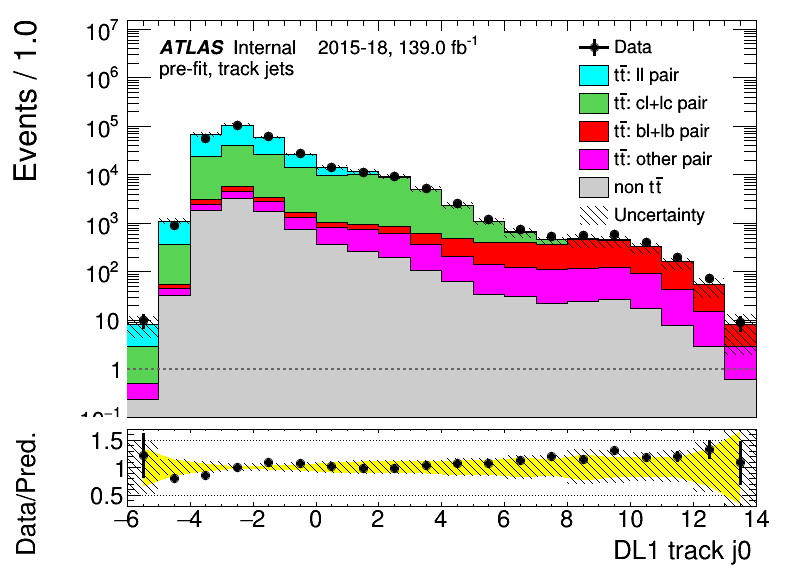 Events / 1.0
10⁷
10⁶
10⁵
10⁴
10³
10²
10
1
10⁻¹
ATLAS Internal 2015-18, 139.0 fb⁻¹
pre-fit, track jets
Data
tt̄: ll pair
tt̄: cl+lc pair
tt̄: bl+lb pair
tt̄: other pair
non tt̄
Uncertainty
Data/Pred.
1.5
1
0.5
−6 −4 −2 0 2 4 6 8 10 12 14
DL1 track j0